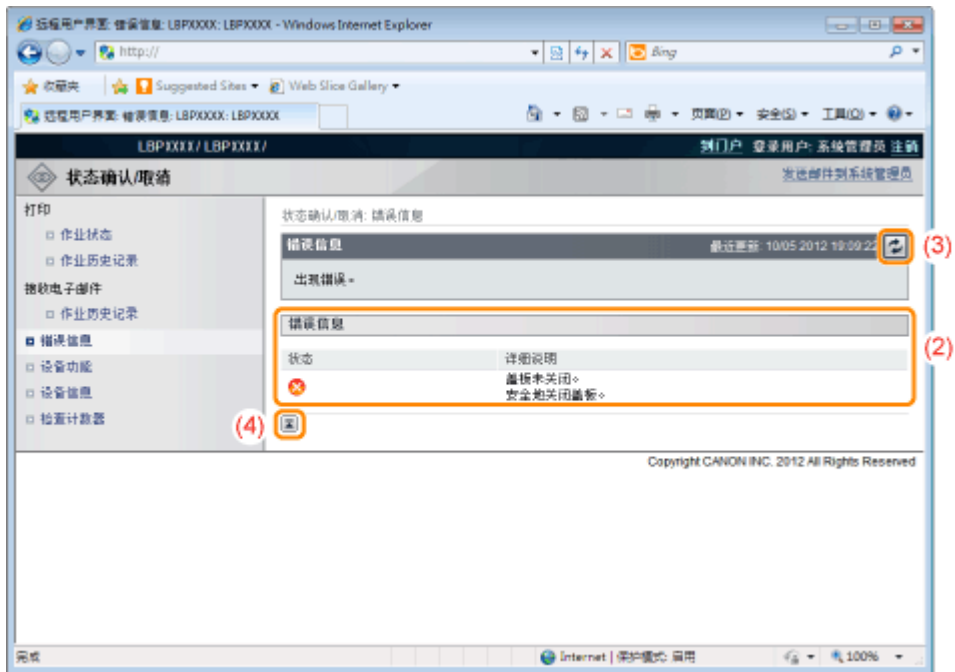 远程用户界面: 错误信息: LBPXXXX: LBPXXXX - Windows Internet Explorer
http://
Bing
收藏夹 Suggested Sites Web Slice Gallery
远程用户界面: 错误信息: LBPXXXX: LBPXXXX
页面(P) 安全(S) 工具(O)
LBPXXXX/ LBPXXXX/
到门户 登录用户: 系统管理员 注销
状态确认/取消
发送邮件到系统管理员
打印
作业状态
作业历史记录
接收电子邮件
作业历史记录
错误信息
设备功能
设备信息
检查计数器
状态确认/取消: 错误信息
错误信息
最近更新: 10/05 2012 19:09:22
(3)
出现错误。
错误信息
(2)
状态 详细说明
盖板未关闭。
安全地关闭盖板。
(4)
Copyright CANON INC. 2012 All Rights Reserved
完成
Internet | 保护模式: 启用
100%